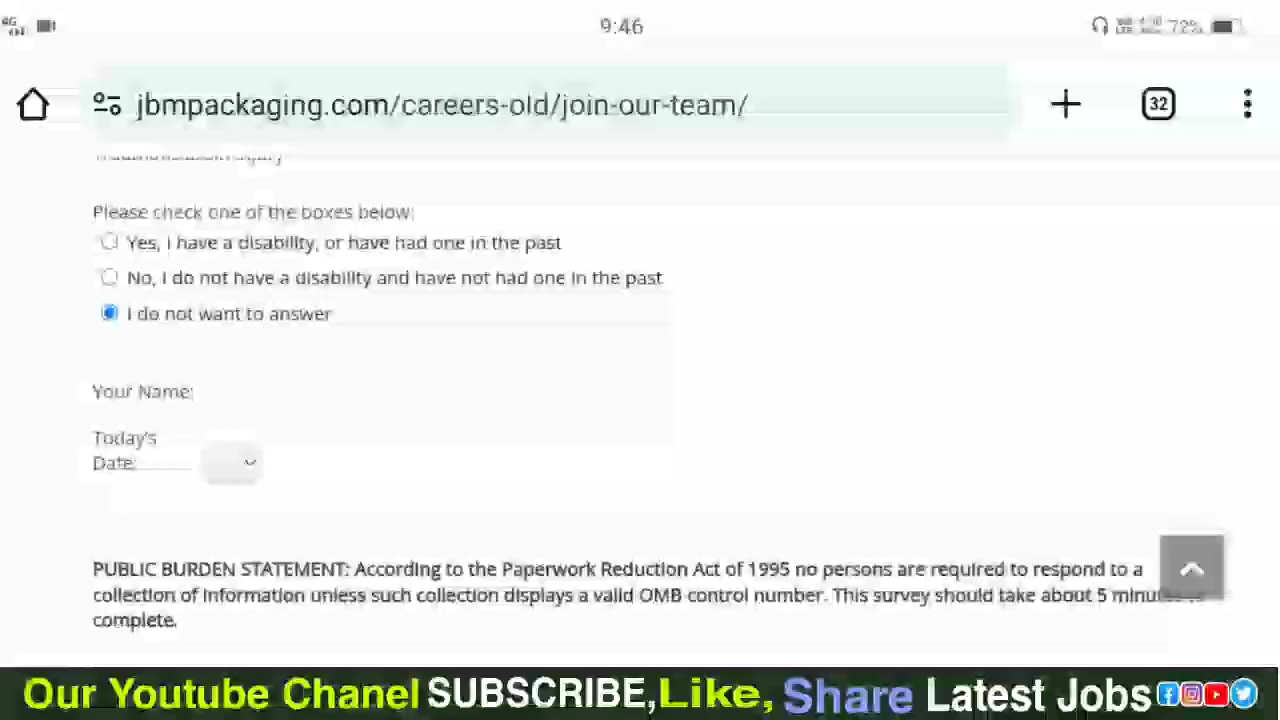 4G
9:46
72%
jbmpackaging.com/careers-old/join-our-team/
32
Please check one of the boxes below:
Yes, I have a disability, or have had one in the past
No, I do not have a disability and have not had one in the past
I do not want to answer
Your Name:
Today's
Date:
PUBLIC BURDEN STATEMENT: According to the Paperwork Reduction Act of 1995 no persons are required to respond to a
collection of information unless such collection displays a valid OMB control number. This survey should take about 5 minutes to
complete.
Our Youtube Chanel SUBSCRIBE, Like, Share Latest Jobs